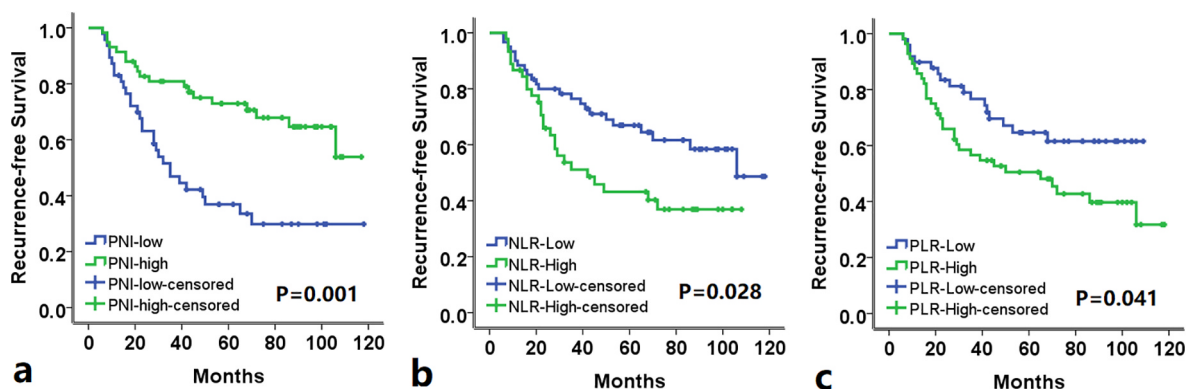 Recurrence-free Survival
1.0
0.8
0.6
0.4
0.2
0.0
PNI-low
PNI-high
PNI-low-censored
PNI-high-censored
P=0.001
0 20 40 60 80 100 120
Months
a
Recurrence-free Survival
1.0
0.8
0.6
0.4
0.2
0.0
NLR-Low
NLR-High
NLR-Low-censored
NLR-High-censored
P=0.028
0 20 40 60 80 100 120
Months
b
Recurrence-free Survival
1.0
0.8
0.6
0.4
0.2
0.0
PLR-Low
PLR-High
PLR-Low-censored
PLR-High-censored
P=0.041
0 20 40 60 80 100 120
Months
c